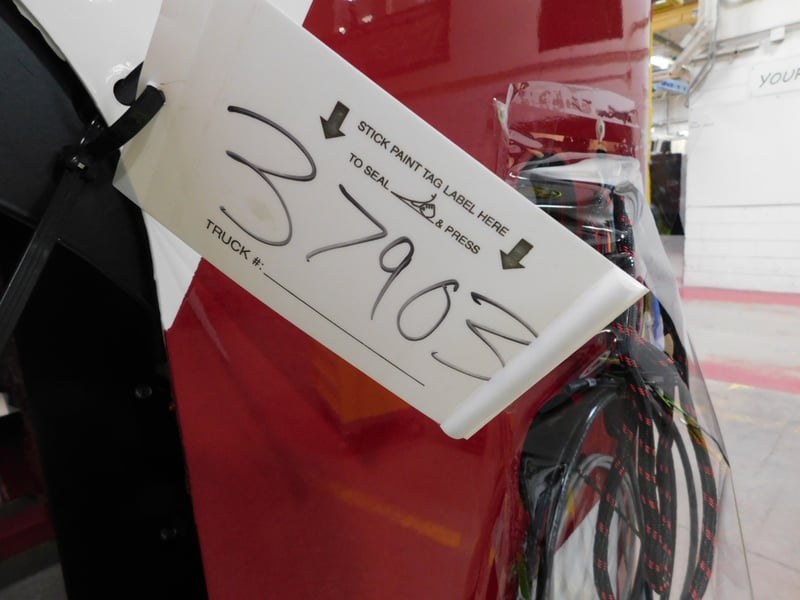 STICK PAINT TAG LABEL HERE
TO SEAL & PRESS
37903
TRUCK #:
YOUR